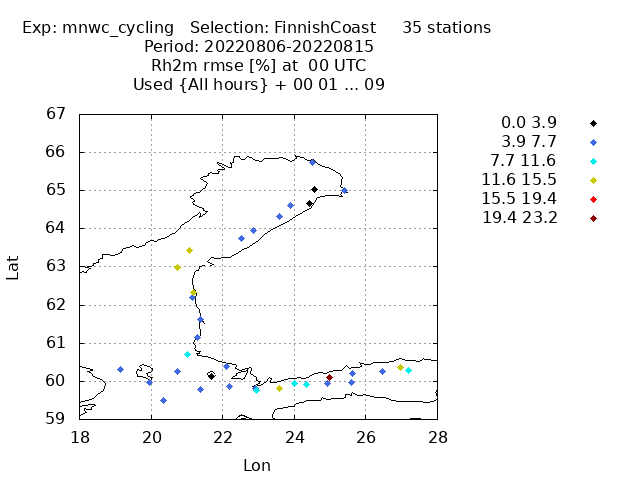 Exp: mnwc_cycling   Selection: FinnishCoast     35 stations
Period: 20220806-20220815
Rh2m rmse [%] at  00 UTC
Used {All hours} + 00 01 ... 09
67
66
65
64
63
62
61
60
59
Lat
18 20 22 24 26 28
Lon
0.0 3.9
3.9 7.7
7.7 11.6
11.6 15.5
15.5 19.4
19.4 23.2